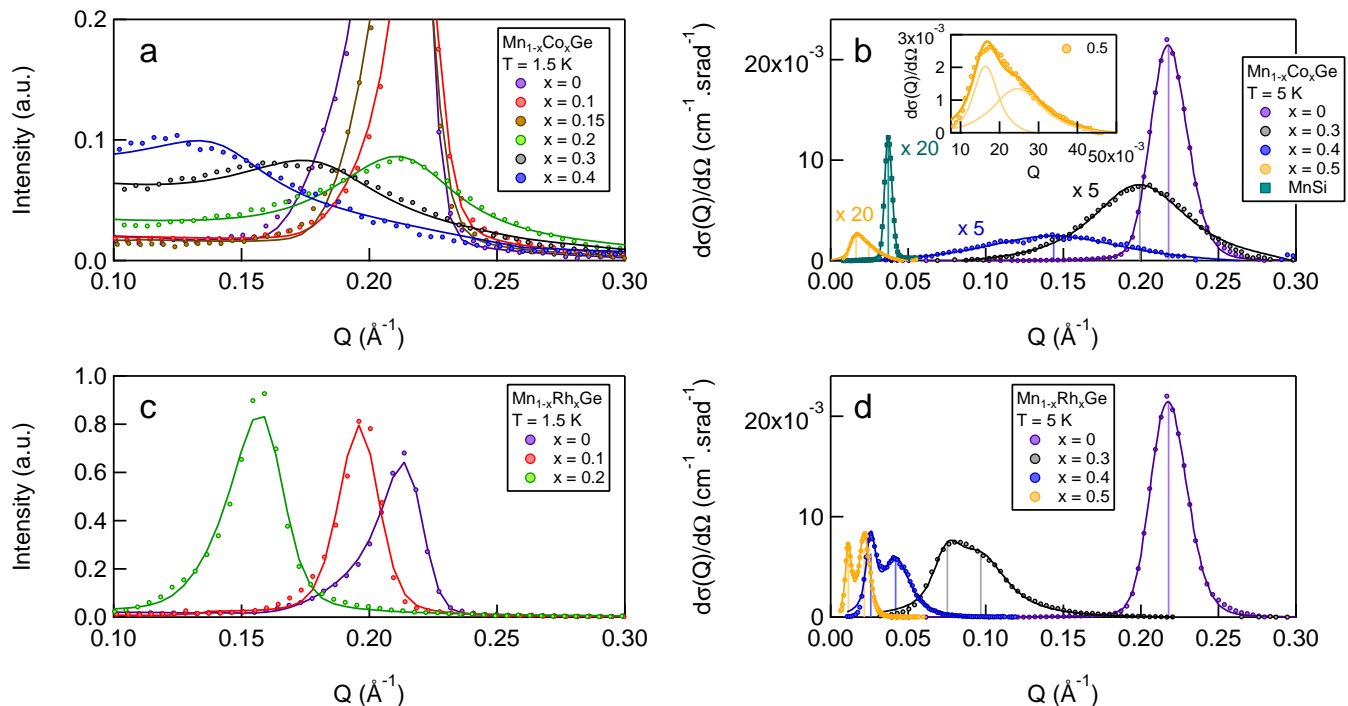 a
Mn1-xCoxGe
T = 1.5 K
x = 0
x = 0.1
x = 0.15
x = 0.2
x = 0.3
x = 0.4
Intensity (a.u.)
0.2
0.1
0.0
0.10 0.15 0.20 0.25 0.30
Q (Å-1)
b
Mn1-xCoxGe
T = 5 K
x = 0
x = 0.3
x = 0.4
x = 0.5
MnSi
dσ(Q)/dΩ (cm-1.srad-1)
20x10-3
10
0
x 20
x 20
x 5
x 5
0.00 0.05 0.10 0.15 0.20 0.25 0.30
Q (Å-1)
3x10-3
2
1
0
dσ(Q)/dΩ
0.5
10 20 30 40 50x10-3
Q
c
Mn1-xRhxGe
T = 1.5 K
x = 0
x = 0.1
x = 0.2
Intensity (a.u.)
1.0
0.8
0.6
0.4
0.2
0.0
0.10 0.15 0.20 0.25 0.30
Q (Å-1)
d
Mn1-xRhxGe
T = 5 K
x = 0
x = 0.3
x = 0.4
x = 0.5
dσ(Q)/dΩ (cm-1.srad-1)
20x10-3
10
0
0.00 0.05 0.10 0.15 0.20 0.25 0.30
Q (Å-1)